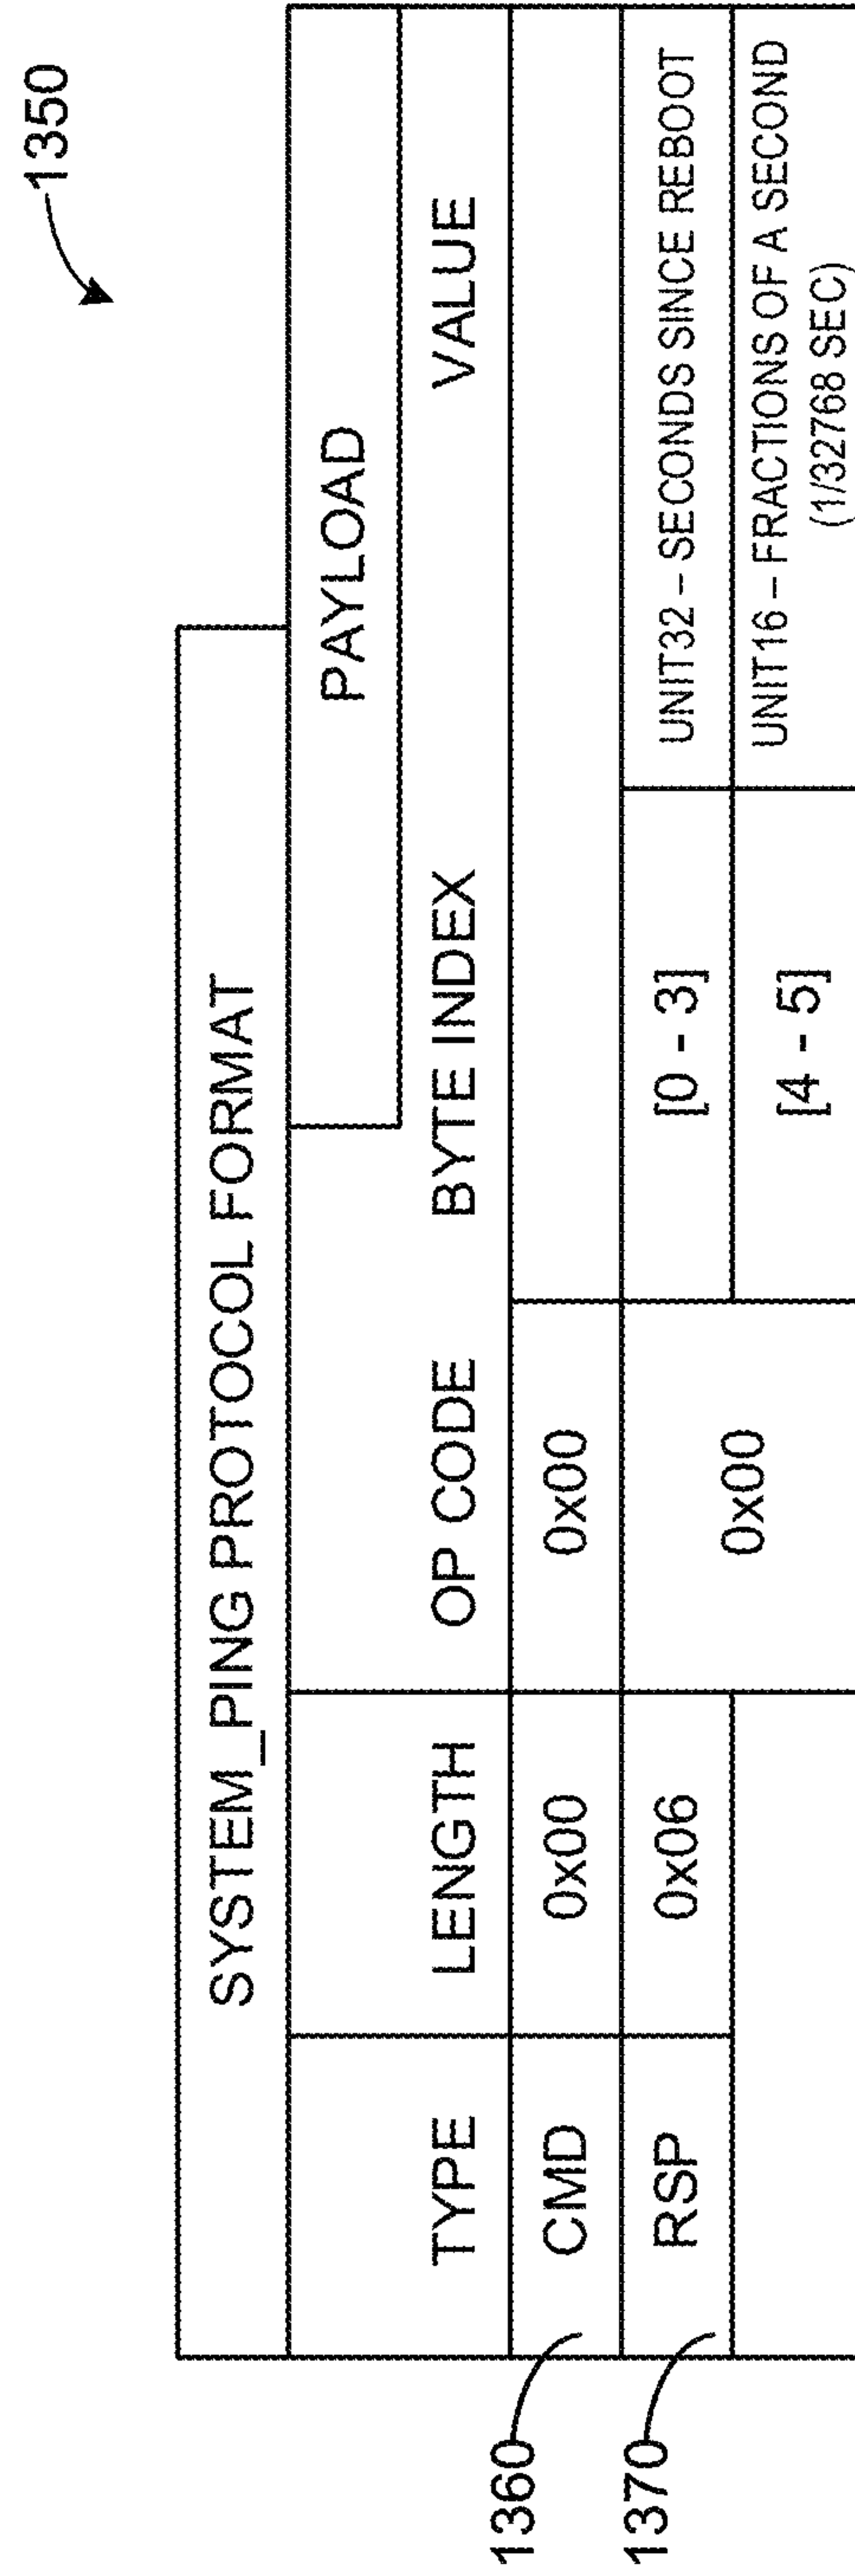 1350
SYSTEM_PING PROTOCOL FORMAT
PAYLOAD
TYPE LENGTH OP CODE BYTE INDEX VALUE
1360 CMD 0x00 0x00
1370 RSP 0x06 0x00 [0 - 3] UNIT32 – SECONDS SINCE REBOOT
[4 - 5] UNIT16 – FRACTIONS OF A SECOND
(1/32768 SEC)